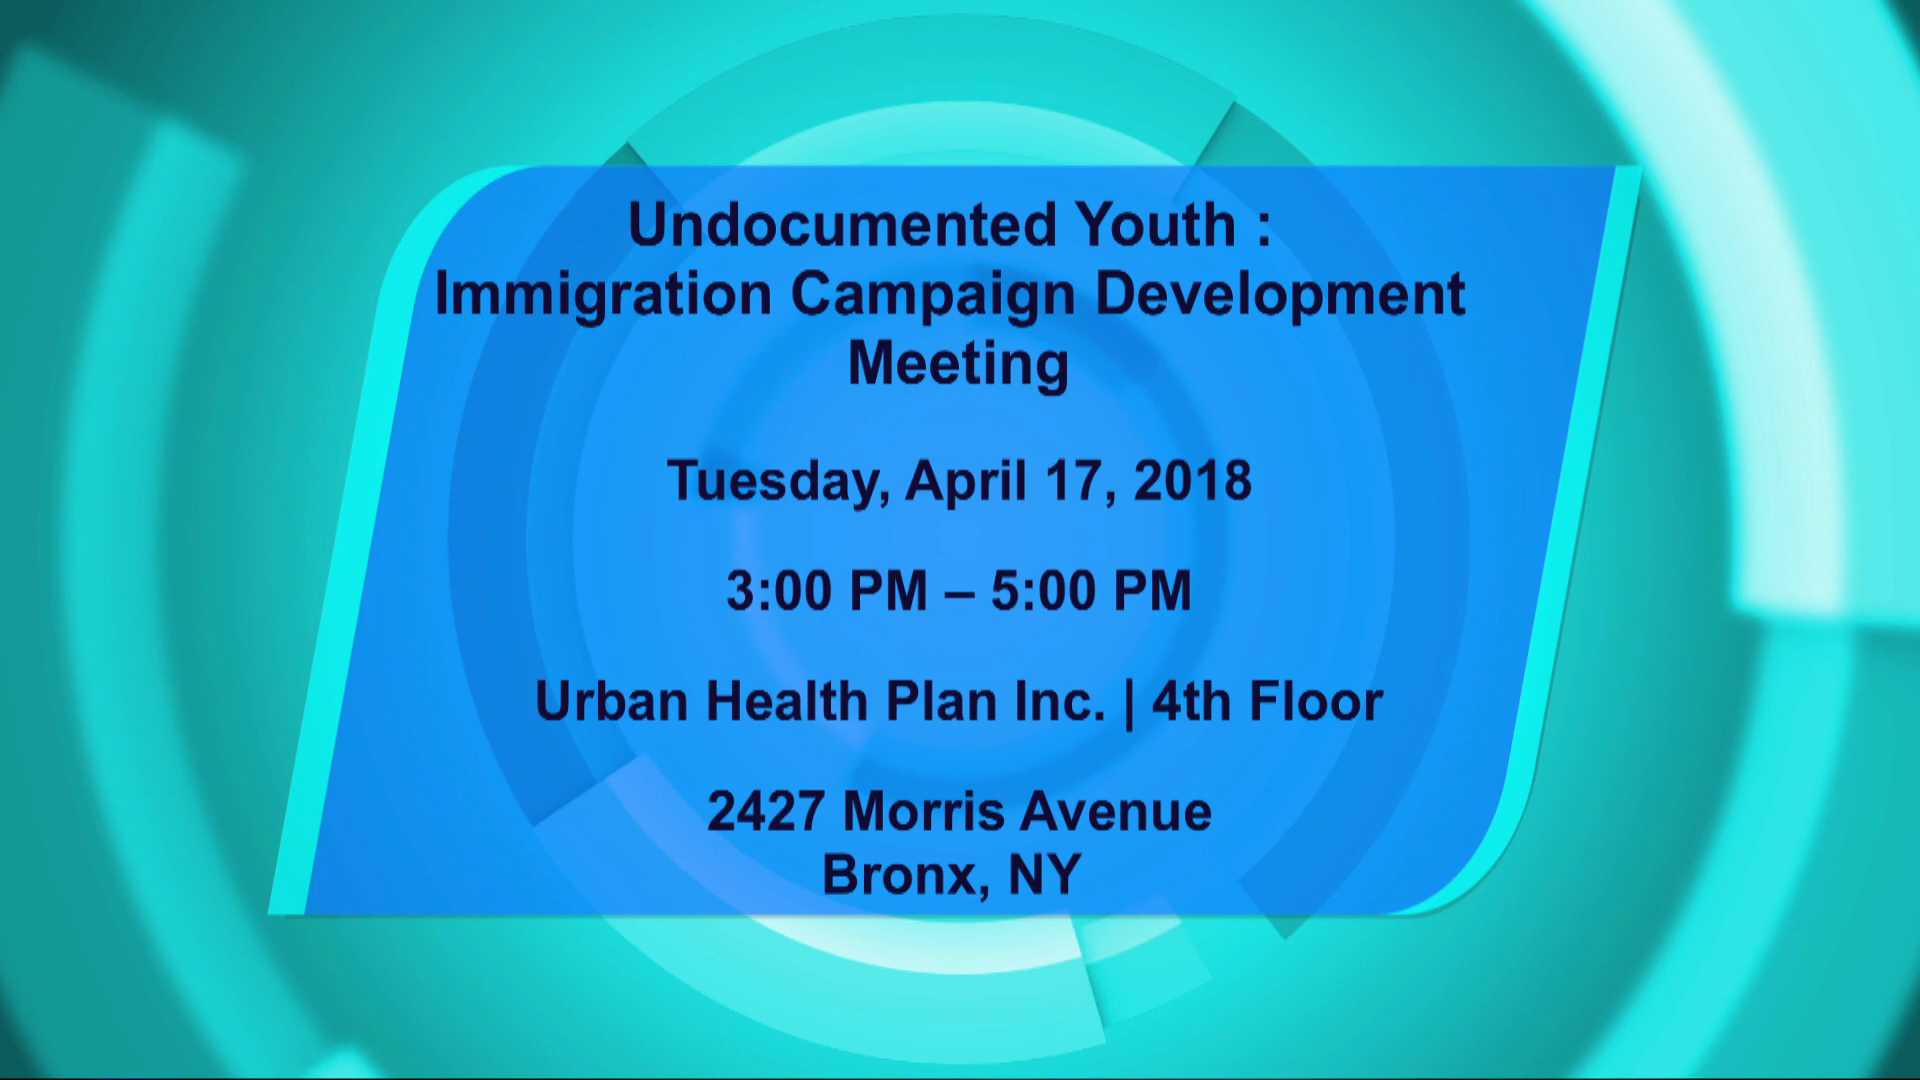 Undocumented Youth :
Immigration Campaign Development
Meeting
Tuesday, April 17, 2018
3:00 PM – 5:00 PM
Urban Health Plan Inc. | 4th Floor
2427 Morris Avenue
Bronx, NY